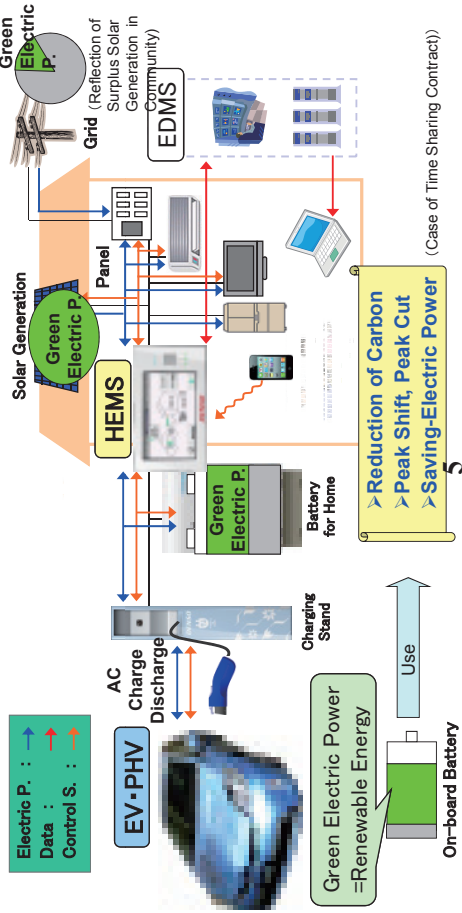 Electric P. :
Data :
Control S. :
EV・PHV
AC
Charge
Discharge
Charging
Stand
Green
Electric P.
Battery
for Home
HEMS
Solar Generation
Green
Electric P.
Panel
Grid
Green
Electric
P.
(Reflection of
Surplus Solar
Generation in
Community)
EDMS
Green Electric Power
=Renewable Energy
On-board Battery
Use
➢Reduction of Carbon
➢Peak Shift, Peak Cut
➢Saving-Electric Power
(Case of Time Sharing Contract))
5